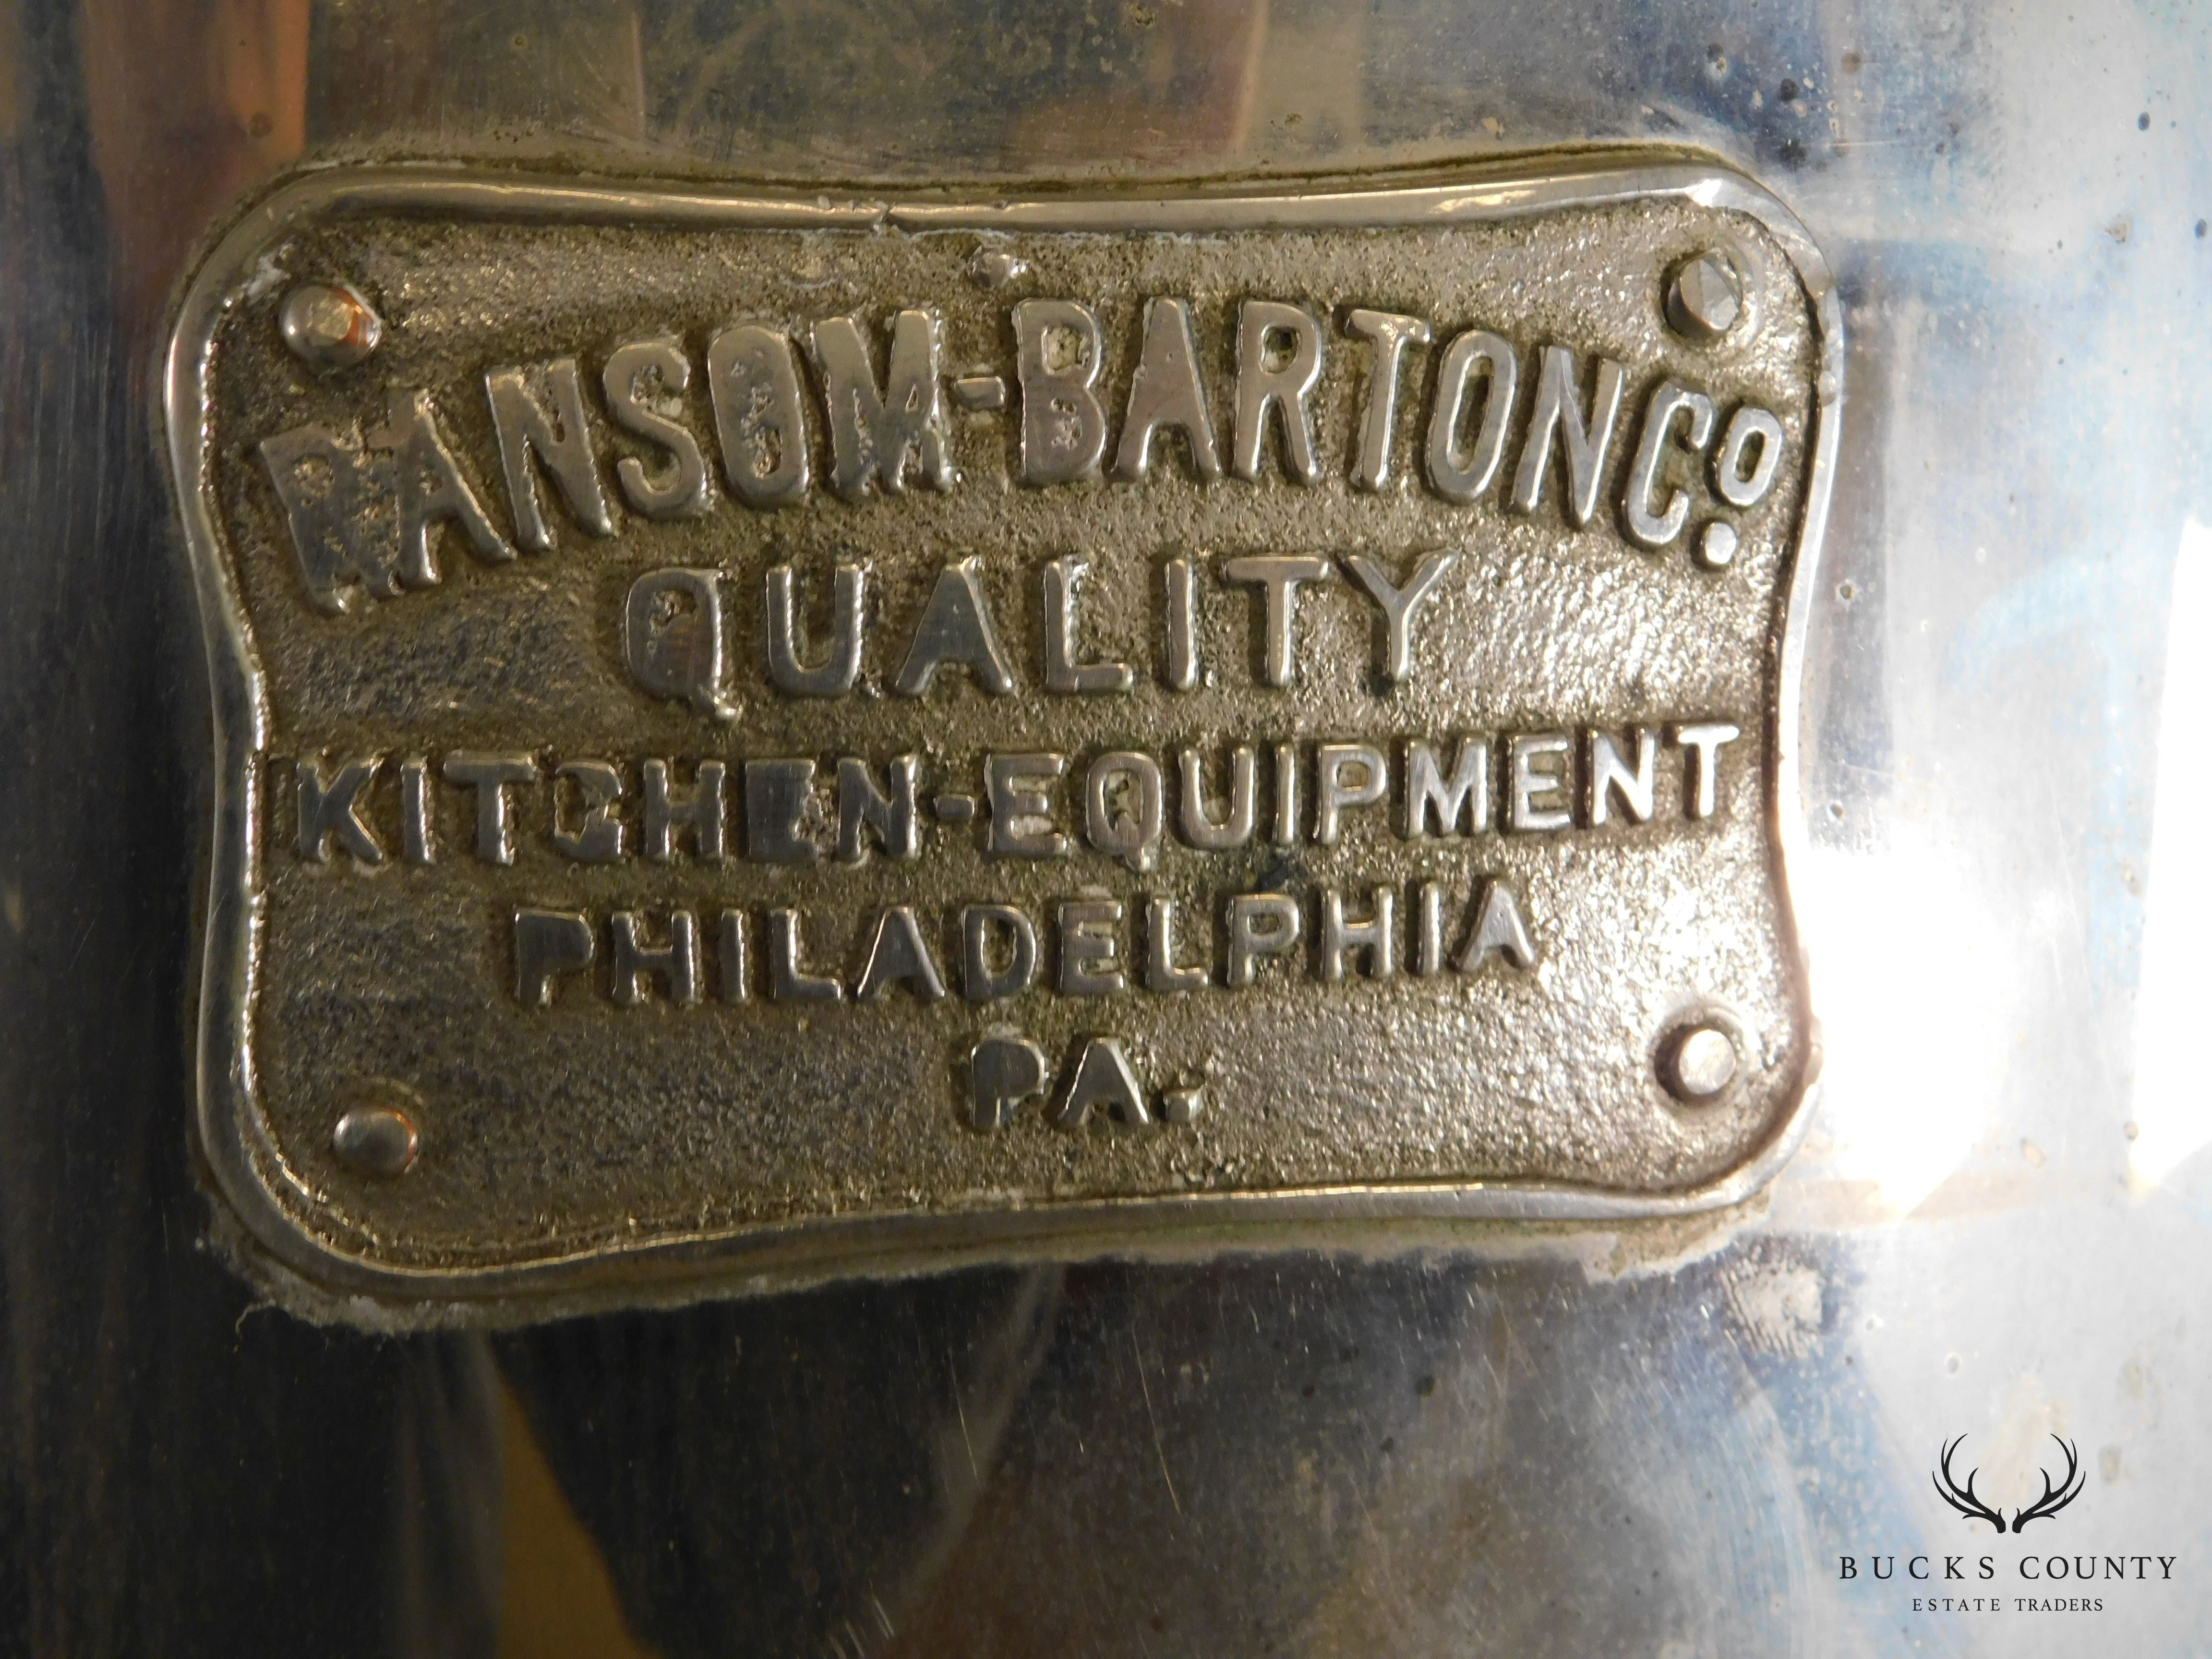 RANSOM-BARTON Co.
QUALITY
KITCHEN-EQUIPMENT
PHILADELPHIA
PA.
BUCKS COUNTY
ESTATE TRADERS